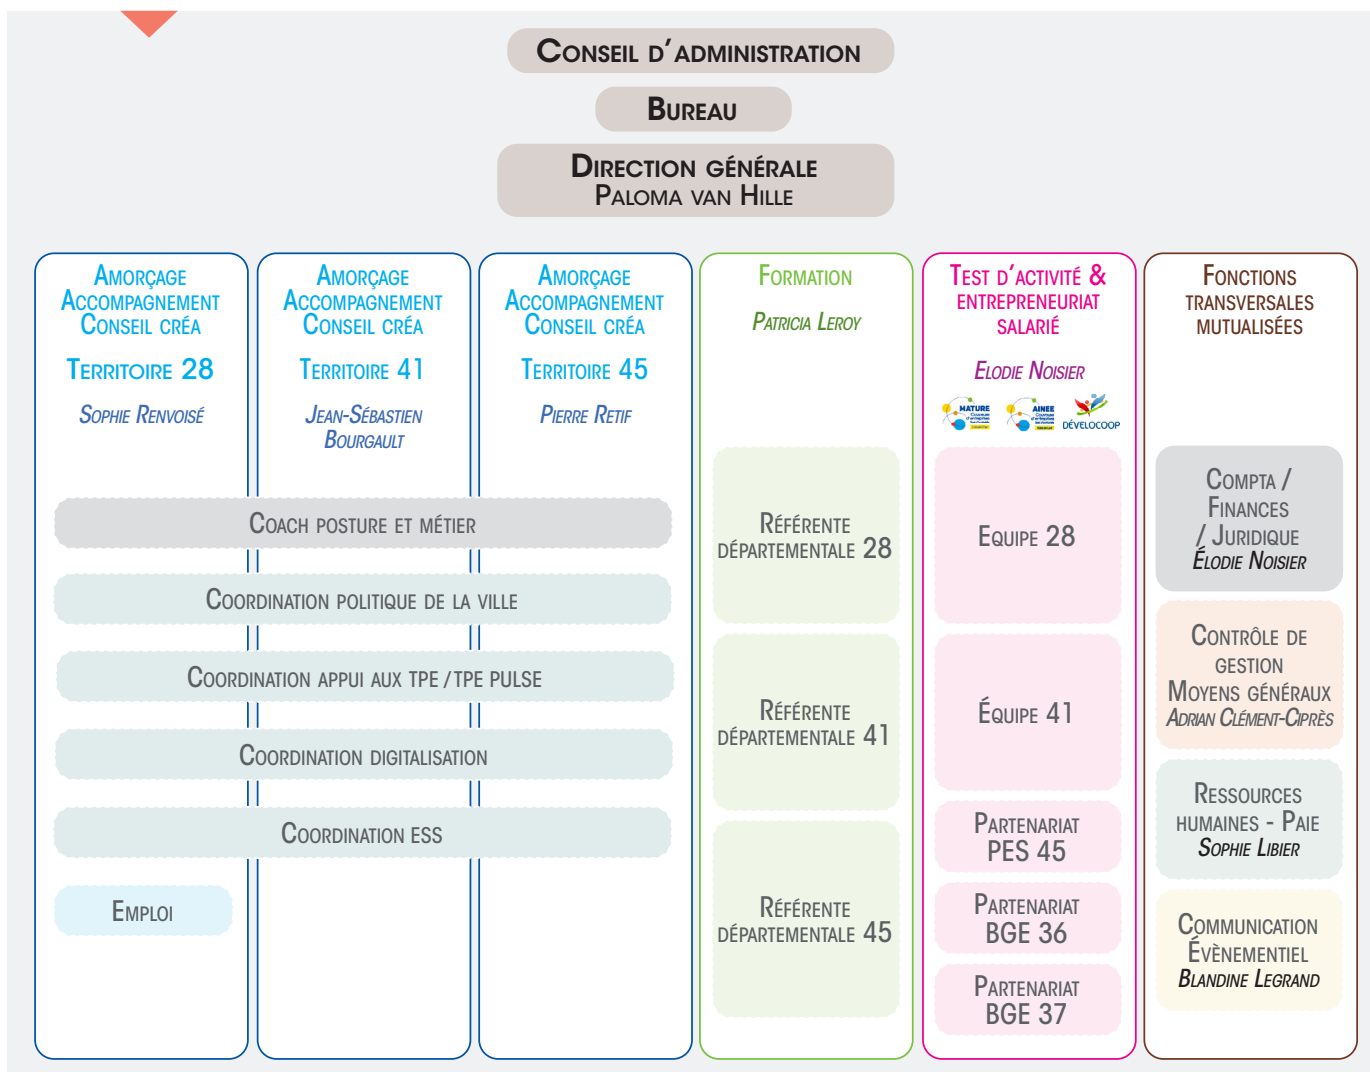 Conseil d'administration
Bureau
Direction générale
Paloma van Hille
Amorçage
Accompagnement
Conseil créa
Territoire 28
Sophie Renvoisé
Amorçage
Accompagnement
Conseil créa
Territoire 41
Jean-Sébastien
Bourgault
Amorçage
Accompagnement
Conseil créa
Territoire 45
Pierre Retif
Coach posture et métier
Coordination politique de la ville
Coordination appui aux TPE / TPE pulse
Coordination digitalisation
Coordination ESS
Emploi
Formation
Patricia Leroy
Référente
départementale 28
Référente
départementale 41
Référente
départementale 45
Test d'activité &
entrepreneuriat
salarié
Elodie Noisier
MATURE
AINEE
DÉVELOCOOP
Equipe 28
Équipe 41
Partenariat
PES 45
Partenariat
BGE 36
Partenariat
BGE 37
Fonctions
transversales
mutualisées
Compta /
Finances
/ Juridique
Élodie Noisier
Contrôle de
gestion
Moyens généraux
Adrian Clément-Ciprès
Ressources
humaines - Paie
Sophie Libier
Communication
Évènementiel
Blandine Legrand